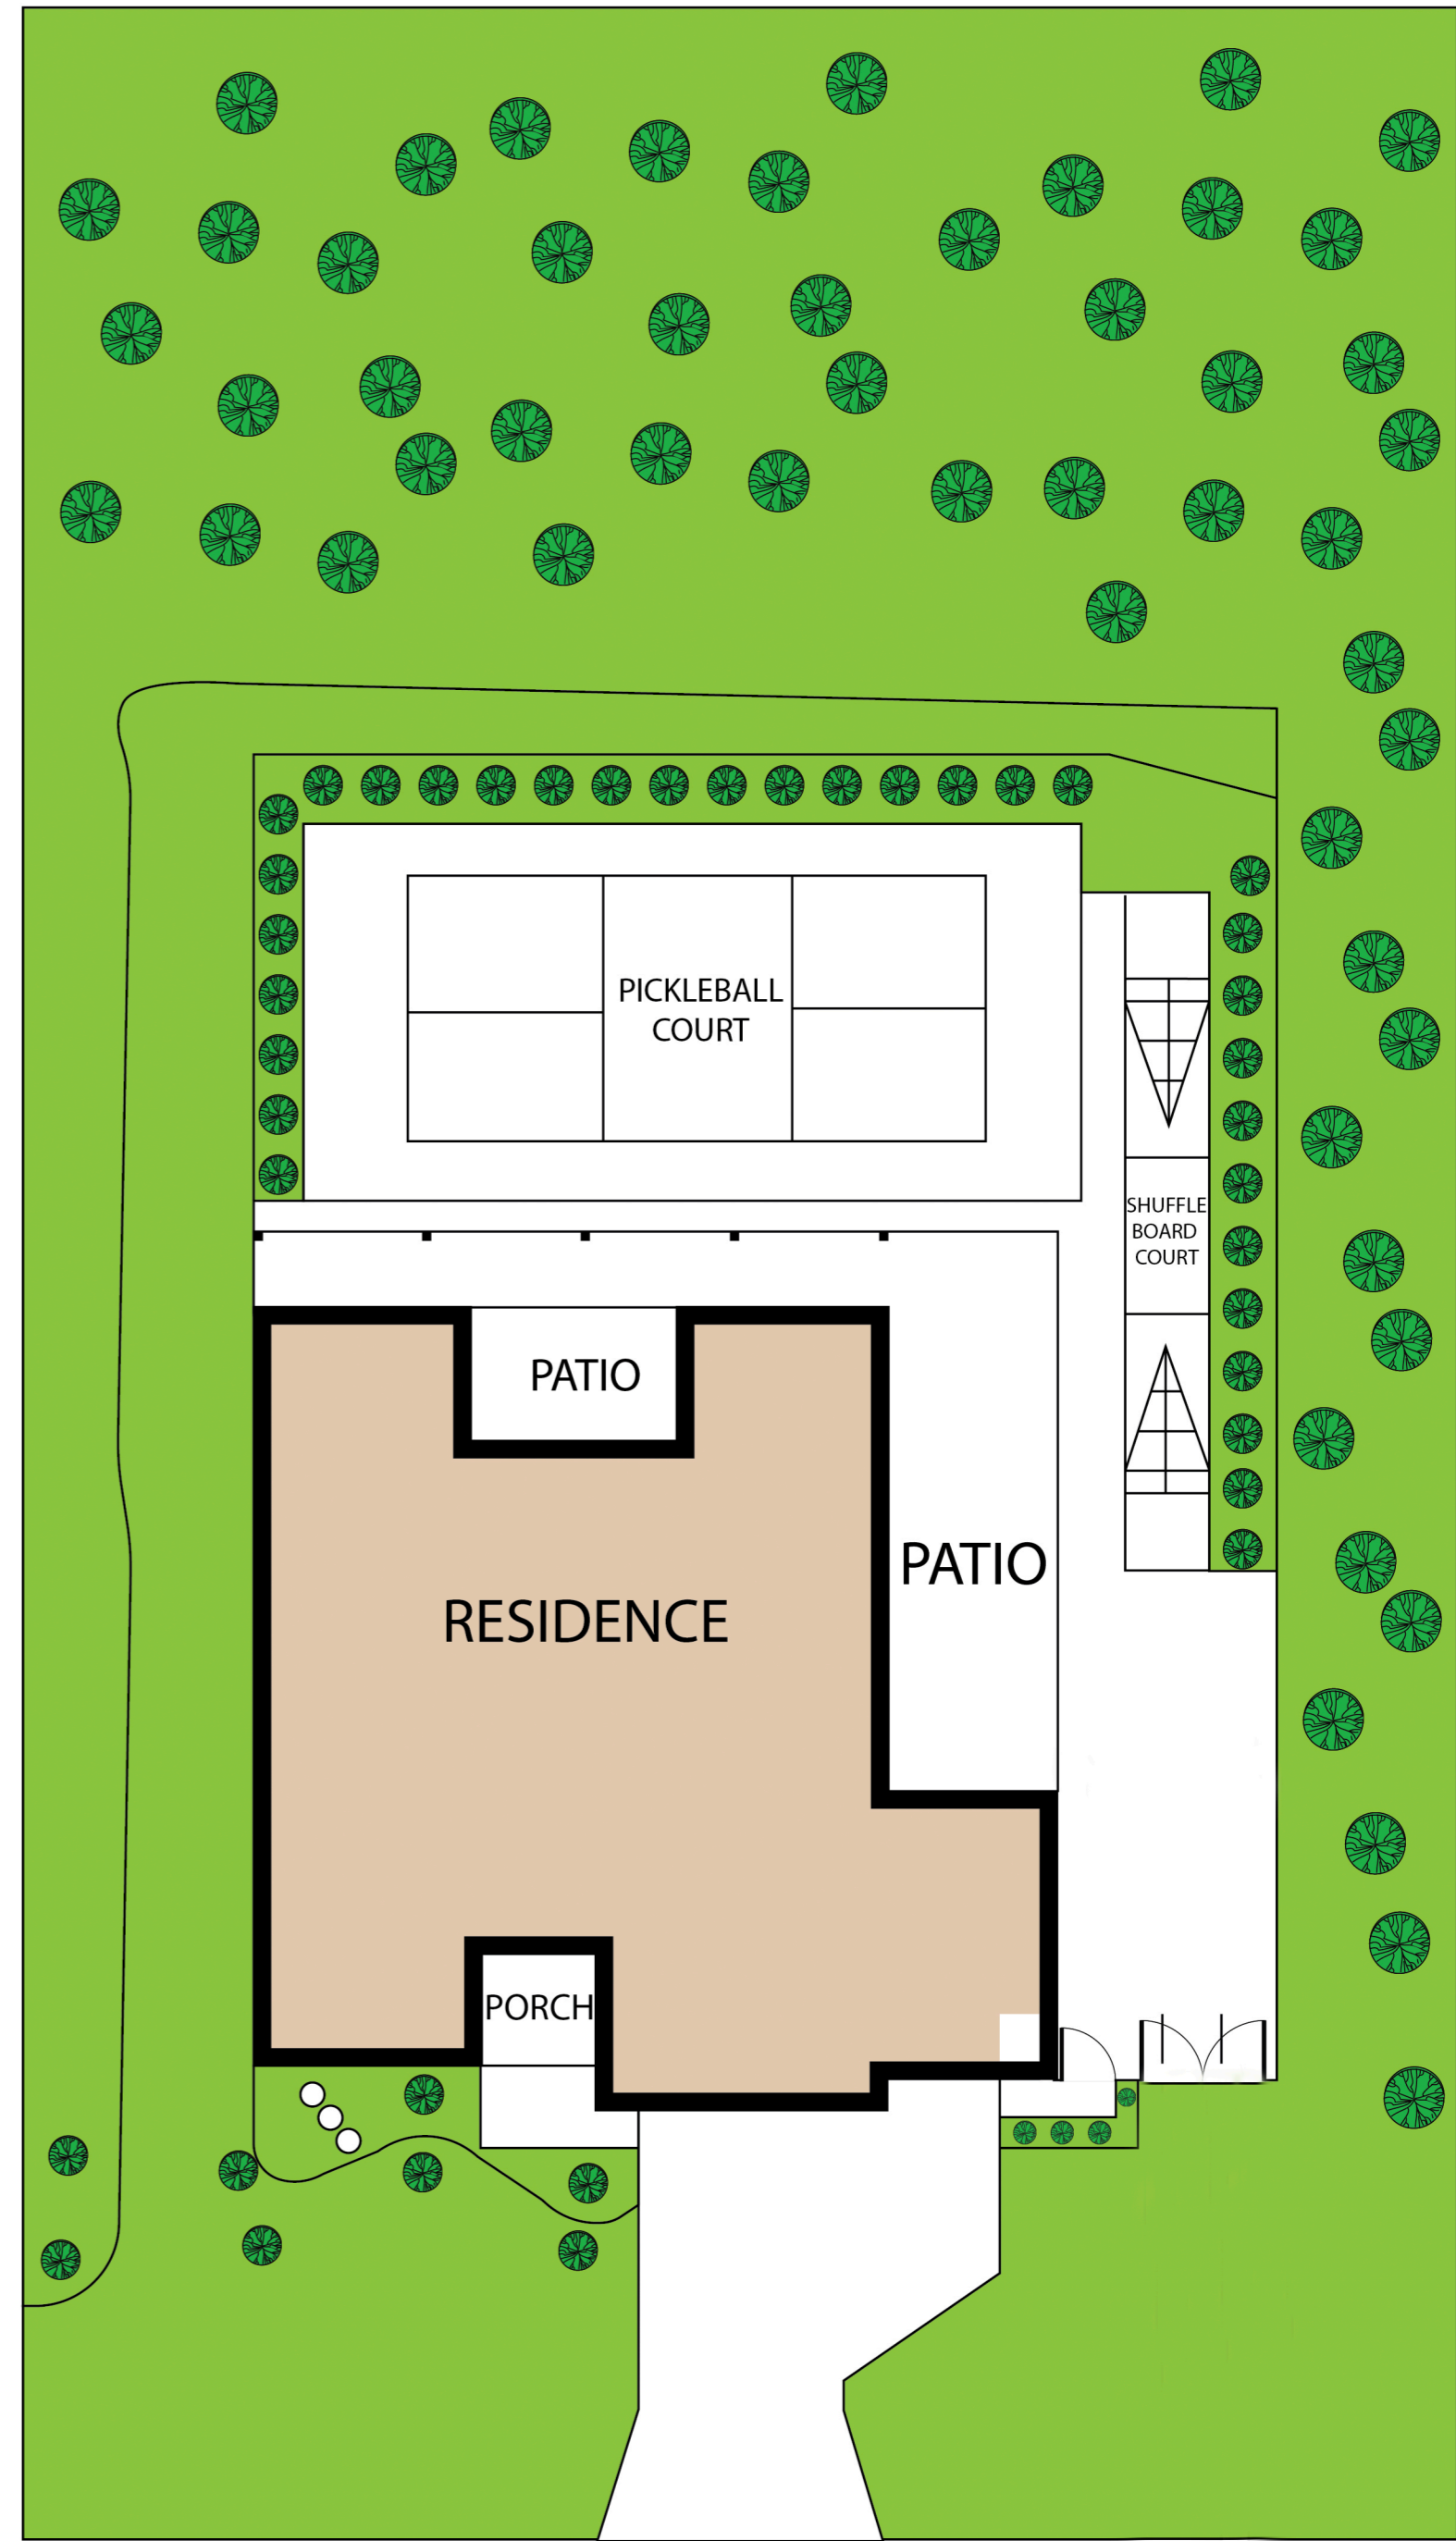 PICKLEBALL
COURT
SHUFFLE
BOARD
COURT
PATIO
PATIO
RESIDENCE
PORCH